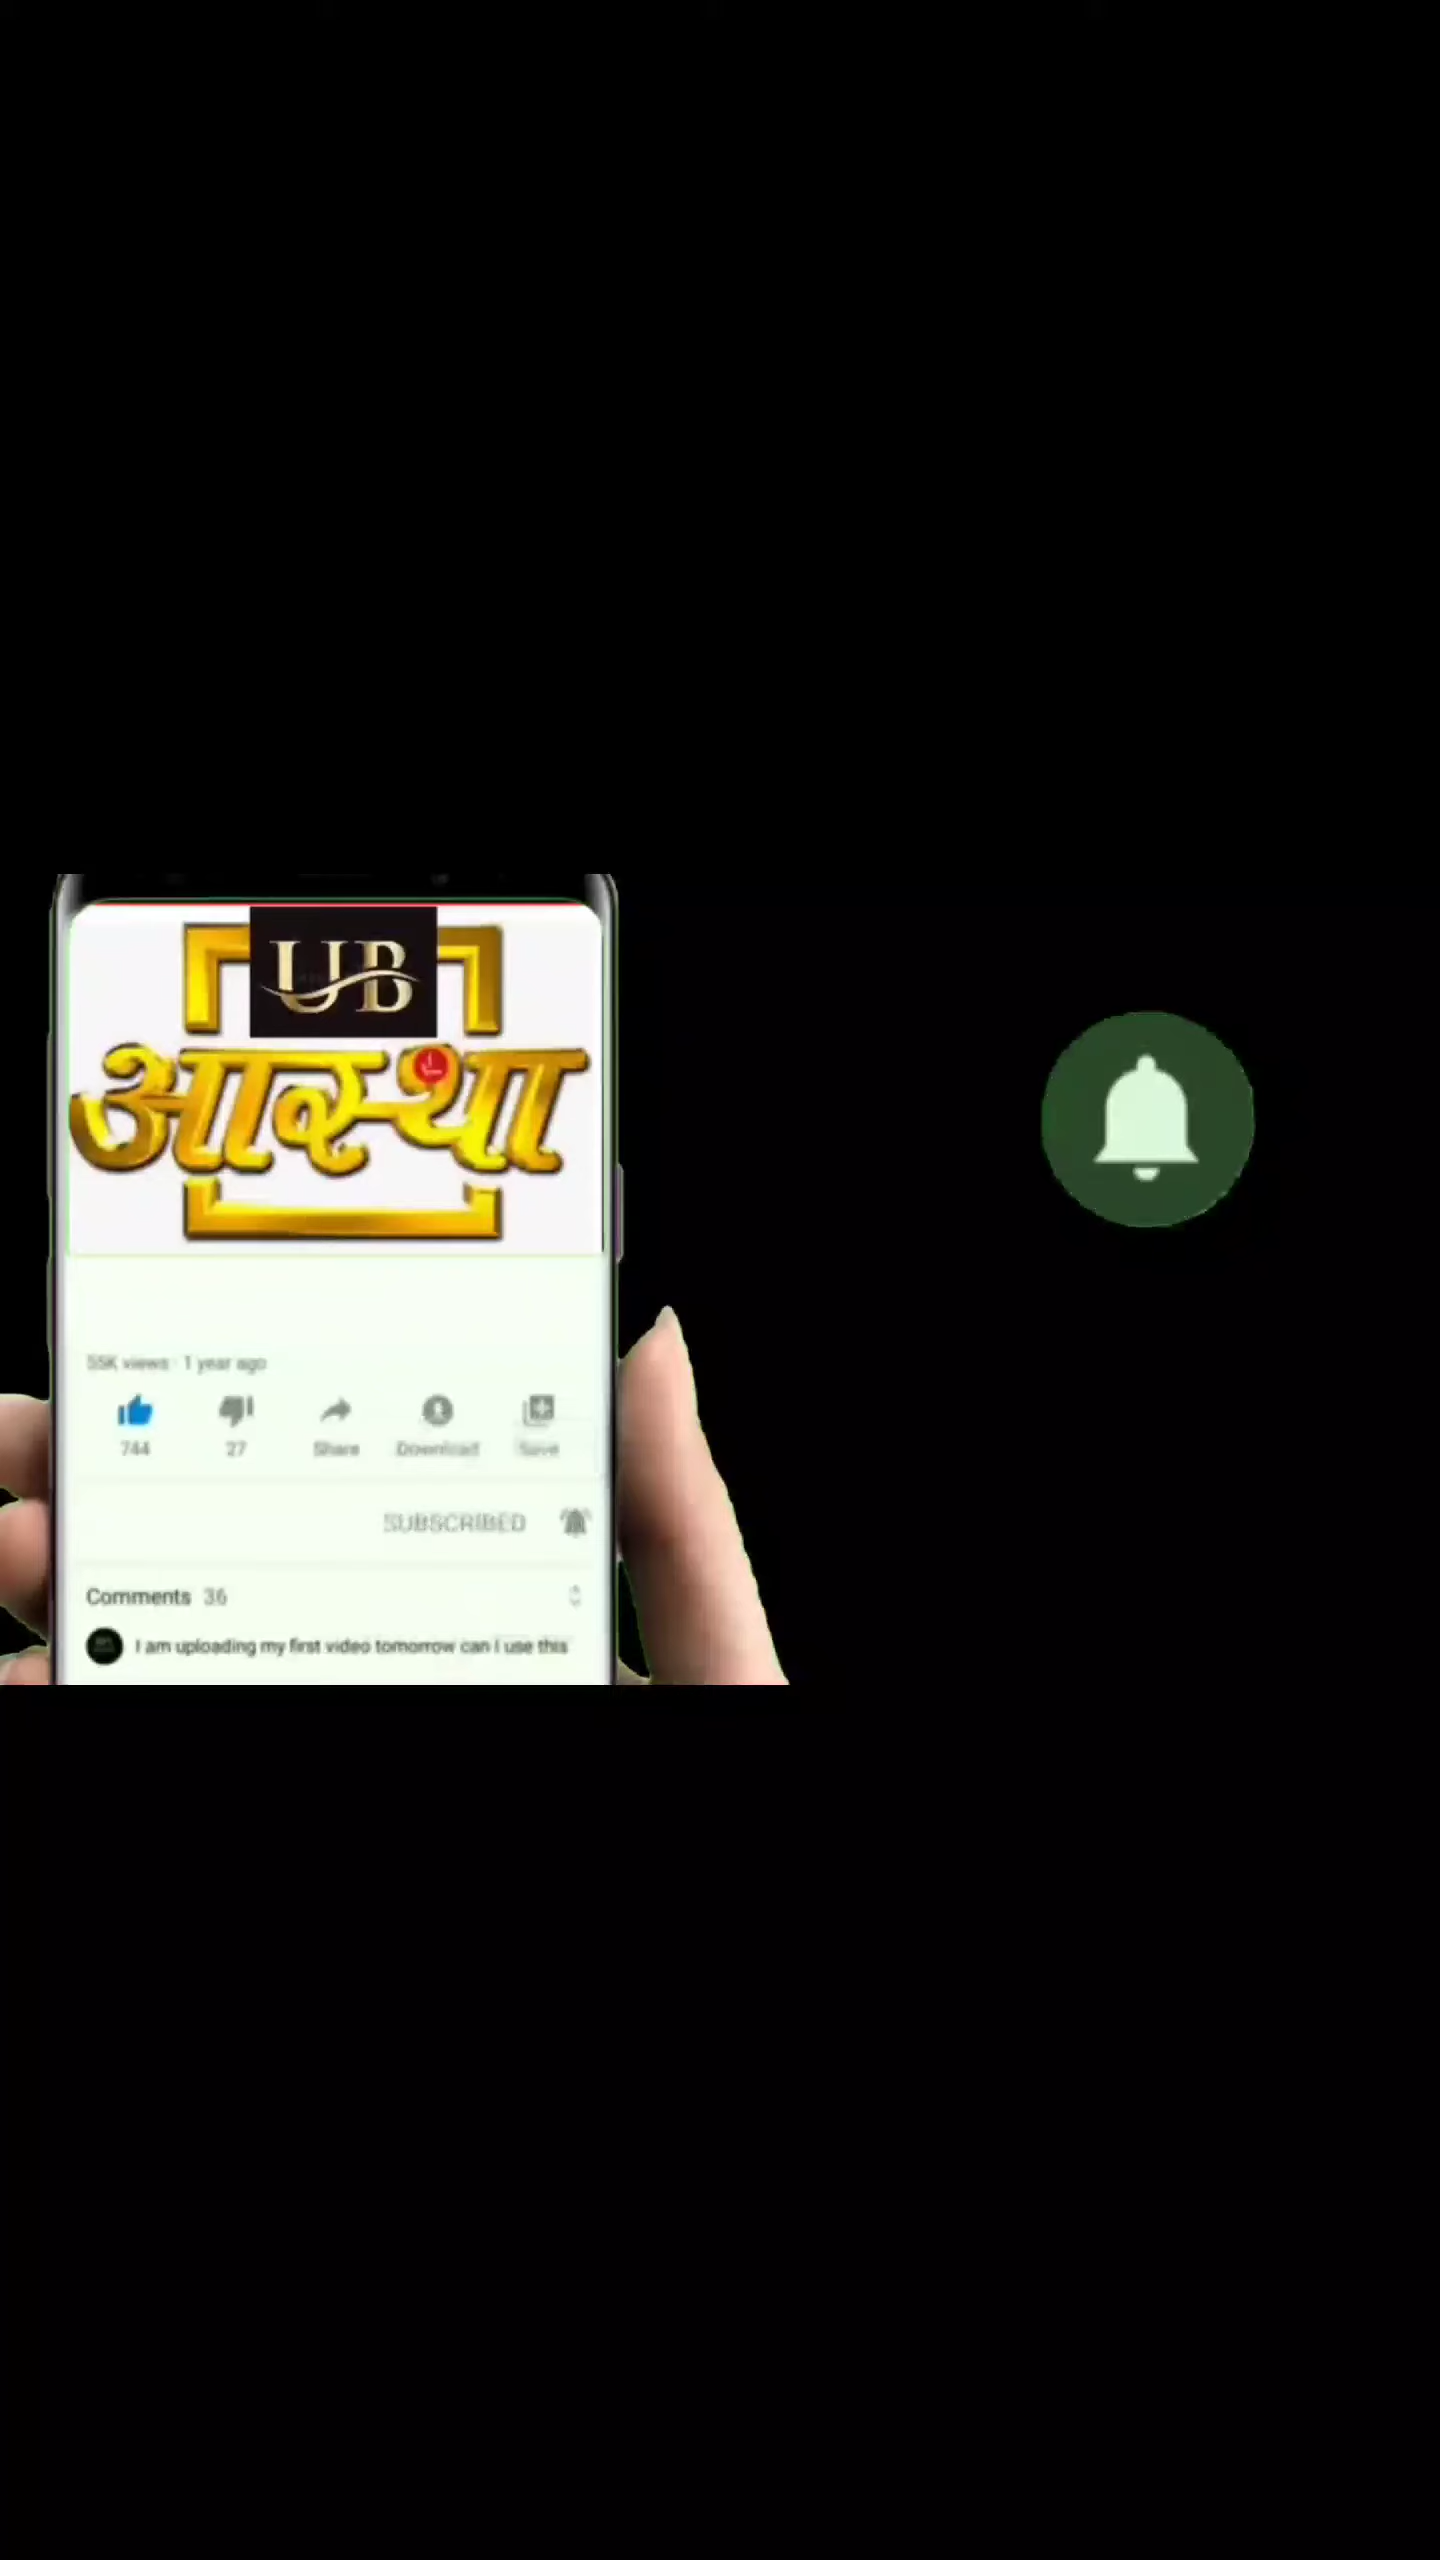 UB
आस्था
55K views · 1 year ago
744
27
Share
Download
Save
SUBSCRIBED
Comments 36
I am uploading my first video tomorrow can I use this